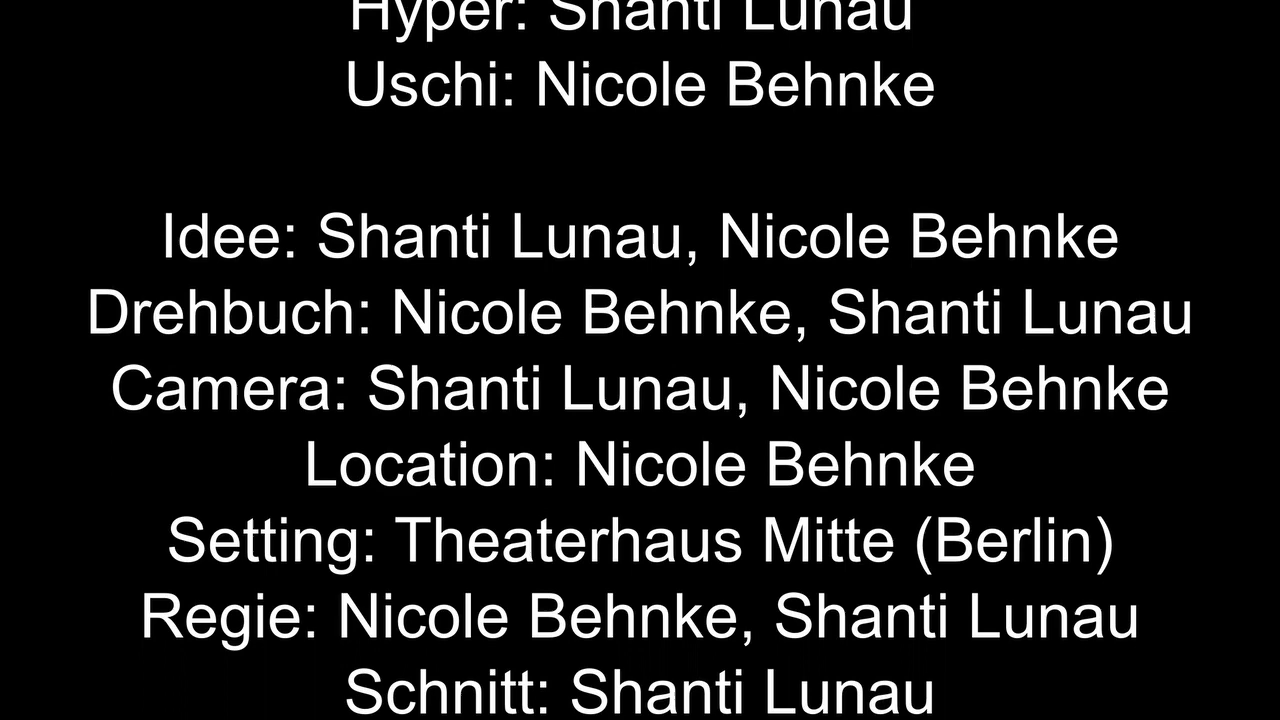 Hyper: Shanti Lunau
Uschi: Nicole Behnke
Idee: Shanti Lunau, Nicole Behnke
Drehbuch: Nicole Behnke, Shanti Lunau
Camera: Shanti Lunau, Nicole Behnke
Location: Nicole Behnke
Setting: Theaterhaus Mitte (Berlin)
Regie: Nicole Behnke, Shanti Lunau
Schnitt: Shanti Lunau